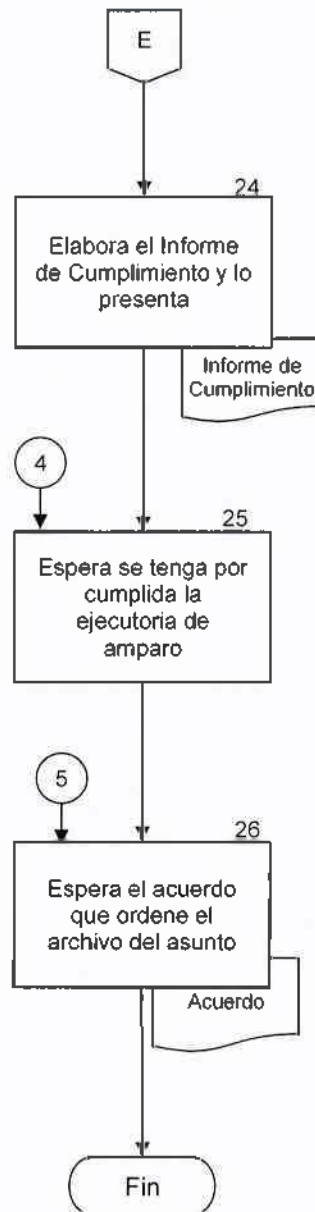 E
24
Elabora el Informe
de Cumplimiento y lo
presenta
Informe de
Cumplimiento
4
25
Espera se tenga por
cumplida la
ejecutoria de
amparo
5
26
Espera el acuerdo
que ordene el
archivo del asunto
Acuerdo
Fin